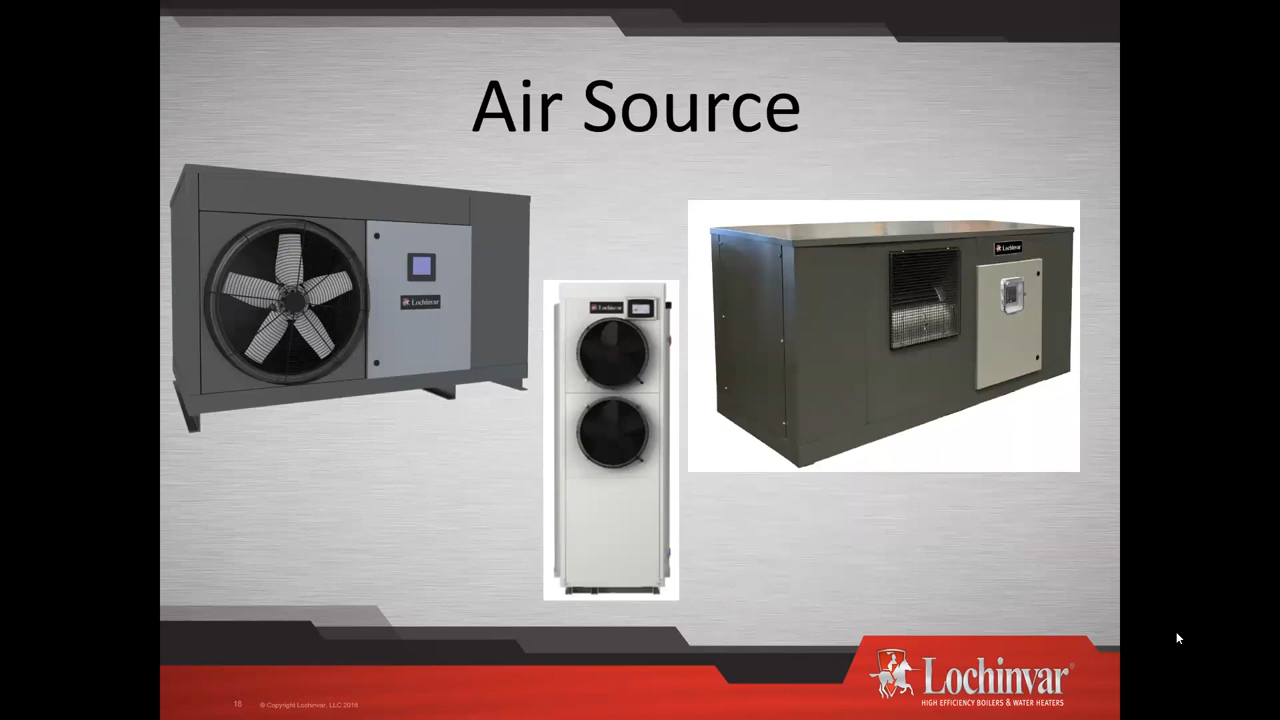 Air Source
Lochinvar
Lochinvar
Lochinvar
Lochinvar®
HIGH EFFICIENCY BOILERS & WATER HEATERS
18
© Copyright Lochinvar, LLC 2016